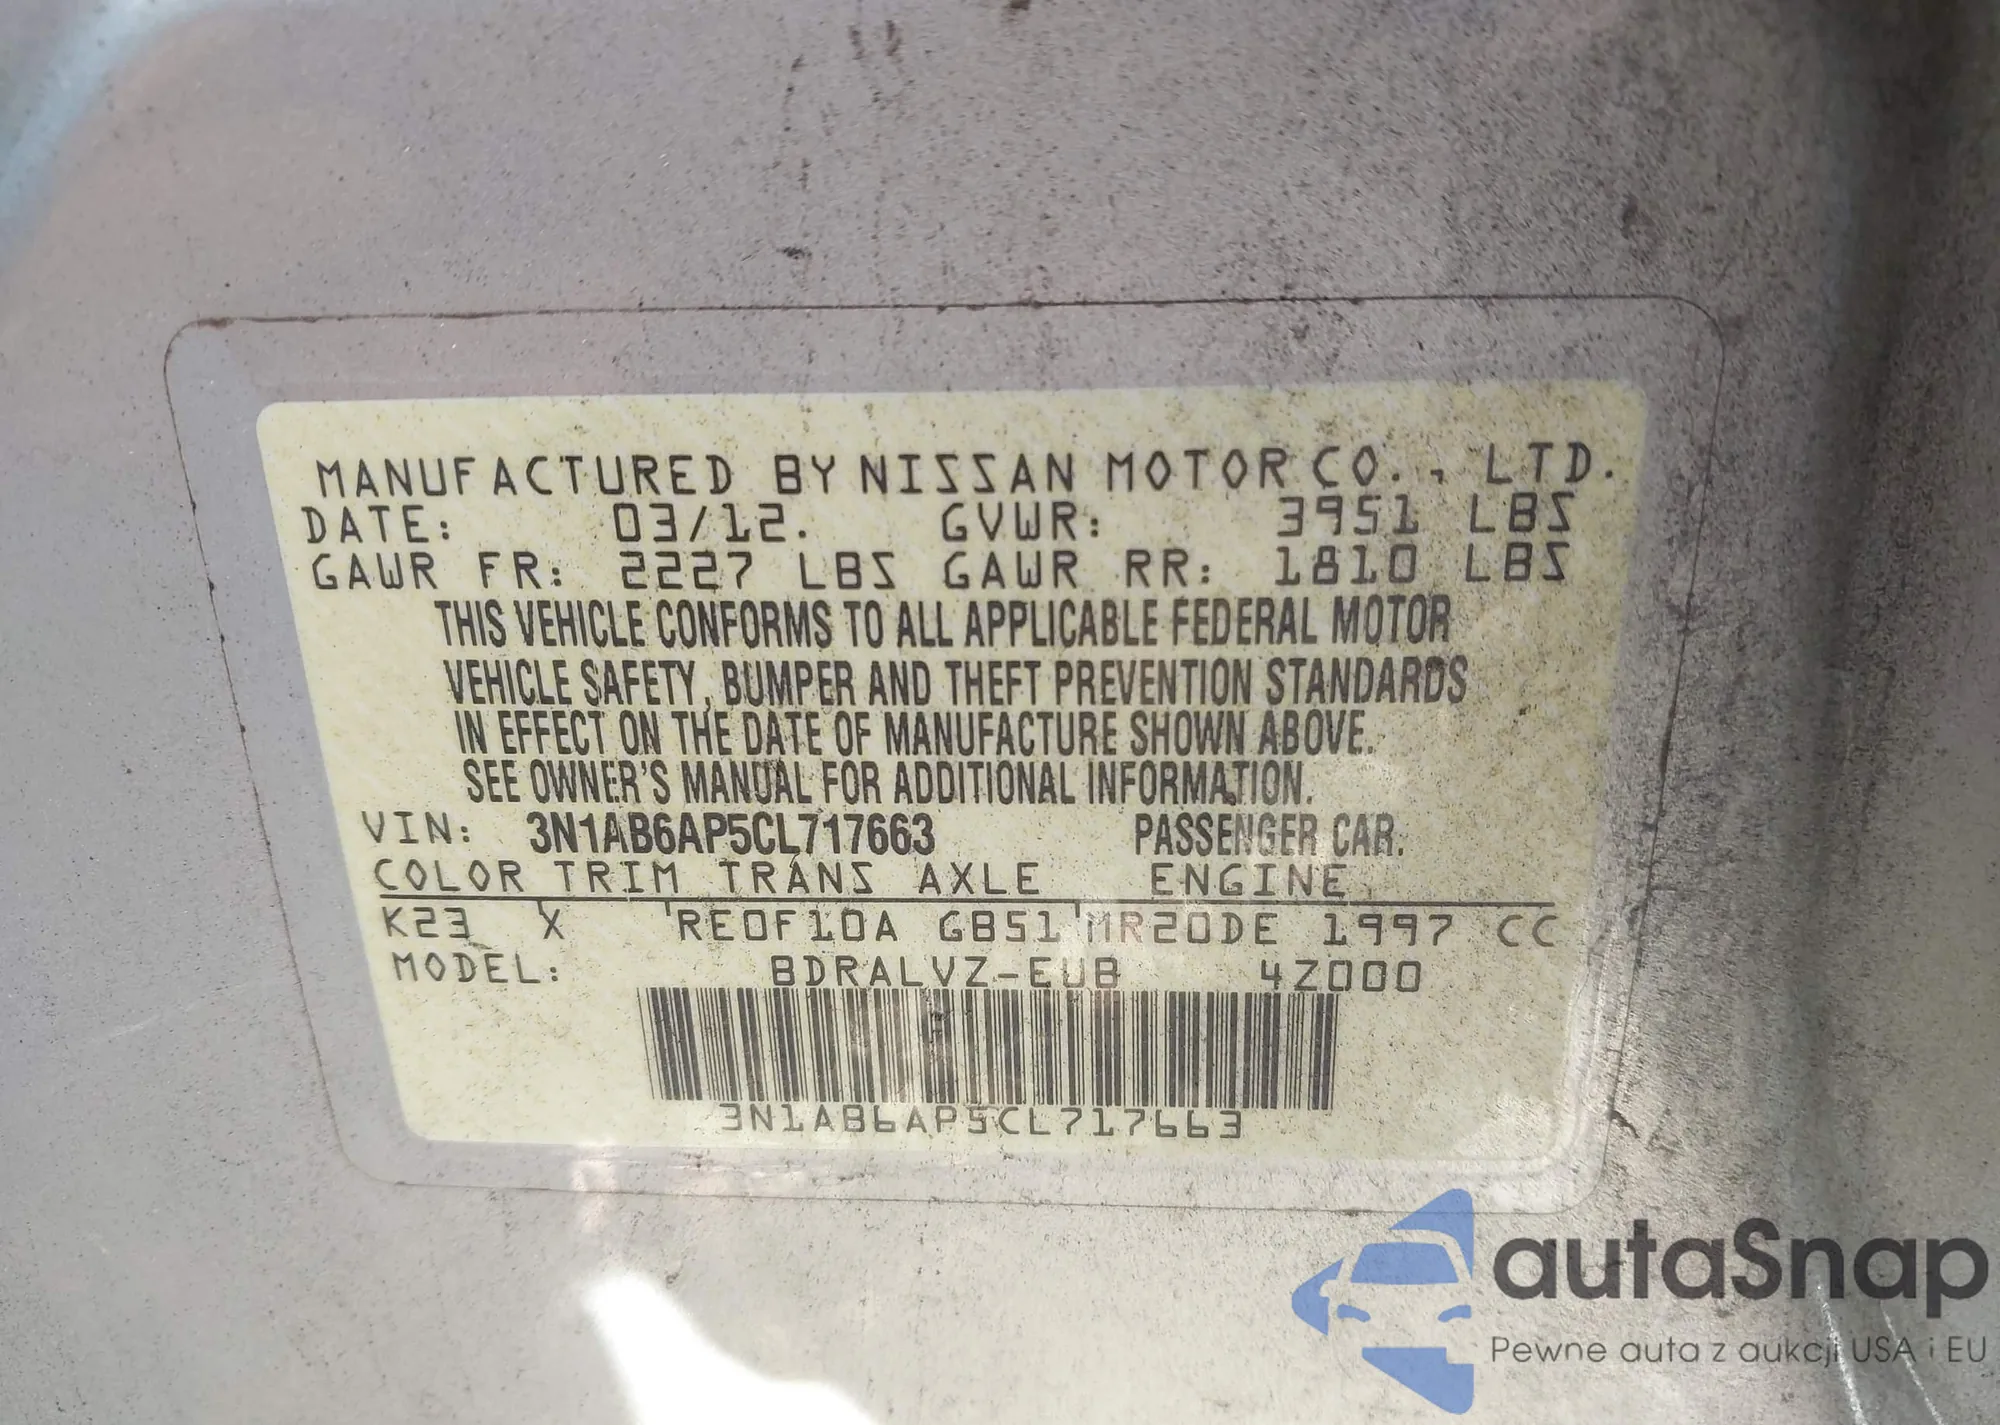 MANUFACTURED BY NISSAN MOTOR CO., LTD.
DATE: 03/12. GVWR: 3951 LBS
GAWR FR: 2227 LBS GAWR RR: 1810 LBS
THIS VEHICLE CONFORMS TO ALL APPLICABLE FEDERAL MOTOR
VEHICLE SAFETY, BUMPER AND THEFT PREVENTION STANDARDS
IN EFFECT ON THE DATE OF MANUFACTURE SHOWN ABOVE.
SEE OWNER'S MANUAL FOR ADDITIONAL INFORMATION.
VIN: 3N1AB6AP5CL717663 PASSENGER CAR.
COLOR TRIM TRANS AXLE ENGINE
K23 X RE0F10A GB51 MR20DE 1997 CC
MODEL: BDRALVZ-EUB 4Z000
3N1AB6AP5CL717663
autaSnap
Pewne auta z aukcji USA i EU